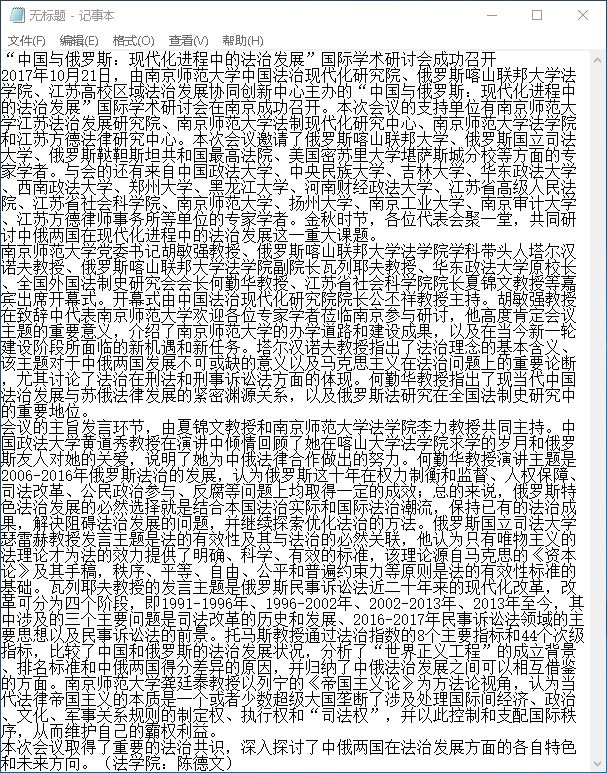 无标题 - 记事本
文件(F) 编辑(E) 格式(O) 查看(V) 帮助(H)
“中国与俄罗斯：现代化进程中的法治发展”国际学术研讨会成功召开
2017年10月21日，由南京师范大学中国法治现代化研究院、俄罗斯喀山联邦大学法
学院、江苏高校区域法治发展协同创新中心主办的“中国与俄罗斯：现代化进程中
的法治发展”国际学术研讨会在南京成功召开。本次会议的支持单位有南京师范大
学江苏法治发展研究院、南京师范大学法制现代化研究中心、南京师范大学法学院
和江苏方德法律研究中心。本次会议邀请了俄罗斯喀山联邦大学、俄罗斯国立司法
大学、俄罗斯鞑靼斯坦共和国最高法院、美国密苏里大学堪萨斯城分校等方面的专
家学者。与会的还有来自中国政法大学、中央民族大学、吉林大学、华东政法大学
、西南政法大学、郑州大学、黑龙江大学、河南财经政法大学、江苏省高级人民法
院、江苏省社会科学院、南京师范大学、扬州大学、南京工业大学、南京审计大学
、江苏方德律师事务所等单位的专家学者。金秋时节，各位代表会聚一堂，共同研
讨中俄两国在现代化进程中的法治发展这一重大课题。
南京师范大学党委书记胡敏强教授、俄罗斯喀山联邦大学法学院学科带头人塔尔汉
诺夫教授、俄罗斯喀山联邦大学法学院副院长瓦列耶夫教授、华东政法大学原校长
、全国外国法制史研究会会长何勤华教授、江苏省社会科学院院长夏锦文教授等嘉
宾出席开幕式。开幕式由中国法治现代化研究院院长公丕祥教授主持。胡敏强教授
在致辞中代表南京师范大学欢迎各位专家学者莅临南京参与研讨，他高度肯定会议
主题的重要意义，介绍了南京师范大学的办学道路和建设成果，以及在当今新一轮
建设阶段所面临的新机遇和新任务。塔尔汉诺夫教授指出了法治理念的基本含义、
该主题对于中俄两国发展不可或缺的意义以及马克思主义在法治问题上的重要论断
，尤其讨论了法治在刑法和刑事诉讼法方面的体现。何勤华教授指出了现当代中国
法治发展与苏俄法律发展的紧密渊源关系，以及俄罗斯法研究在全国法制史研究中
的重要地位。
会议的主旨发言环节，由夏锦文教授和南京师范大学法学院李力教授共同主持。中
国政法大学黄道秀教授在演讲中倾情回顾了她在喀山大学法学院求学的岁月和俄罗
斯友人对她的关爱，说明了她为中俄法律合作做出的努力。何勤华教授演讲主题是
2006-2016年俄罗斯法治的发展，认为俄罗斯这十年在权力制衡和监督、人权保障、
司法改革、公民政治参与、反腐等问题上均取得一定的成效；总的来说，俄罗斯特
色法治发展的必然选择就是结合本国法治实际和国际法治潮流，保持已有的法治成
果，解决阻碍法治发展的问题，并继续探索优化法治的方法。俄罗斯国立司法大学
瑟雷赫教授发言主题是法的有效性及其与法治的必然关联，他认为只有唯物主义的
法理论才为法的效力提供了明确、科学、有效的标准，该理论源自马克思的《资本
论》及其手稿，秩序、平等、自由、公平和普遍约束力等原则是法的有效性标准的
基础。瓦列耶夫教授的发言主题是俄罗斯民事诉讼法近二十年来的现代化改革，改
革可分为四个阶段，即1991-1996年、1996-2002年、2002-2013年、2013年至今，其
中涉及的三个主要问题是司法改革的历史和发展、2016-2017年民事诉讼法领域的主
要思想以及民事诉讼法的前景。托马斯教授通过法治指数的8个主要指标和44个次级
指标，比较了中国和俄罗斯的法治发展状况，分析了“世界正义工程”的成立背景
、排名标准和中俄两国得分差异的原因，并归纳了中俄法治发展之间可以相互借鉴
的方面。南京师范大学龚廷泰教授以列宁的《帝国主义论》为方法论视角，认为当
代法律帝国主义的本质是一个或者少数超级大国垄断了涉及处理国际间经济、政治
、文化、军事关系规则的制定权、执行权和“司法权”，并以此控制和支配国际秩
序，从而维护自己的霸权利益。
本次会议取得了重要的法治共识，深入探讨了中俄两国在法治发展方面的各自特色
和未来方向。（法学院：陈德文）